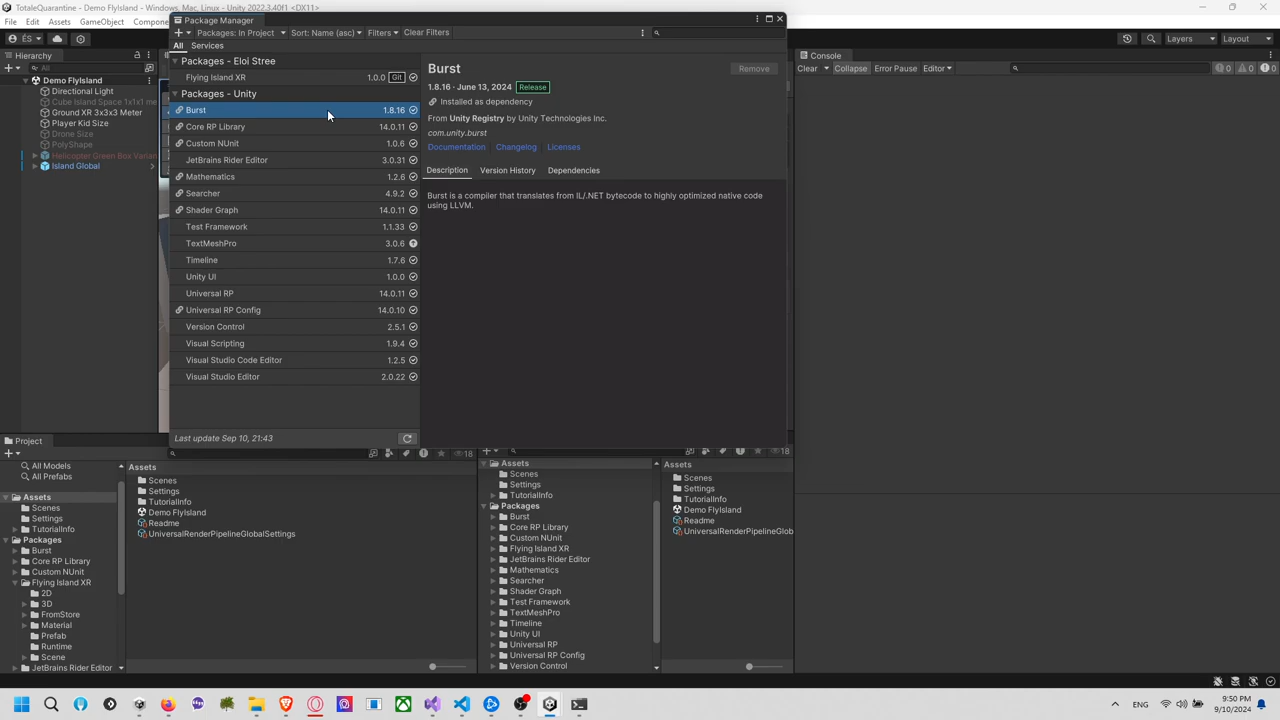 TotaleQuarantine - Demo FlyIsland
Unity 2022.3.40f1
<DX11>
File
Edit
Assets
GameObject
Compone
Package Manager
ÉS
Packages: In Project
Sort: Name (asc)
Filters
Clear Filters
Layers
Layout
All
Services
Hierarchy
All
Demo FlyIsland
Directional Light
Cube Island Space 1x1x1 me
Ground XR 3x3x3 Meter
Player Kid Size
Drone Size
PolyShape
Helicopter Green Box Varian
Island Global
Packages - Eloi Stree
Flying Island XR 1.0.0 Git
Packages - Unity
Burst 1.8.16
Core RP Library 14.0.11
Custom NUnit 1.0.6
JetBrains Rider Editor 3.0.31
Mathematics 1.2.6
Searcher 4.9.2
Shader Graph 14.0.11
Test Framework 1.1.33
TextMeshPro 3.0.6
Timeline 1.7.6
Unity UI 1.0.0
Universal RP 14.0.11
Universal RP Config 14.0.10
Version Control 2.5.1
Visual Scripting 1.9.4
Visual Studio Code Editor 1.2.5
Visual Studio Editor 2.0.22
Last update Sep 10, 21:43
Burst
Remove
1.8.16 · June 13, 2024 Release
Installed as dependency
From Unity Registry by Unity Technologies Inc.
com.unity.burst
Documentation
Changelog
Licenses
Description
Version History
Dependencies
Burst is a compiler that translates from IL/.NET bytecode to highly optimized native code
using LLVM.
Console
Clear
Collapse
Error Pause
Editor
0
0
0
Project
18
All Models
All Prefabs
Assets
Scenes
Settings
TutorialInfo
Packages
Burst
Core RP Library
Custom NUnit
Flying Island XR
2D
3D
FromStore
Material
Prefab
Runtime
Scene
JetBrains Rider Editor
Assets
Scenes
Settings
TutorialInfo
Demo FlyIsland
Readme
UniversalRenderPipelineGlobalSettings
18
Assets
Scenes
Settings
TutorialInfo
Packages
Burst
Core RP Library
Custom NUnit
Flying Island XR
JetBrains Rider Editor
Mathematics
Searcher
Shader Graph
Test Framework
TextMeshPro
Timeline
Unity UI
Universal RP
Universal RP Config
Version Control
Assets
Scenes
Settings
TutorialInfo
Demo FlyIsland
Readme
UniversalRenderPipelineGlob
ENG
9:50 PM
9/10/2024